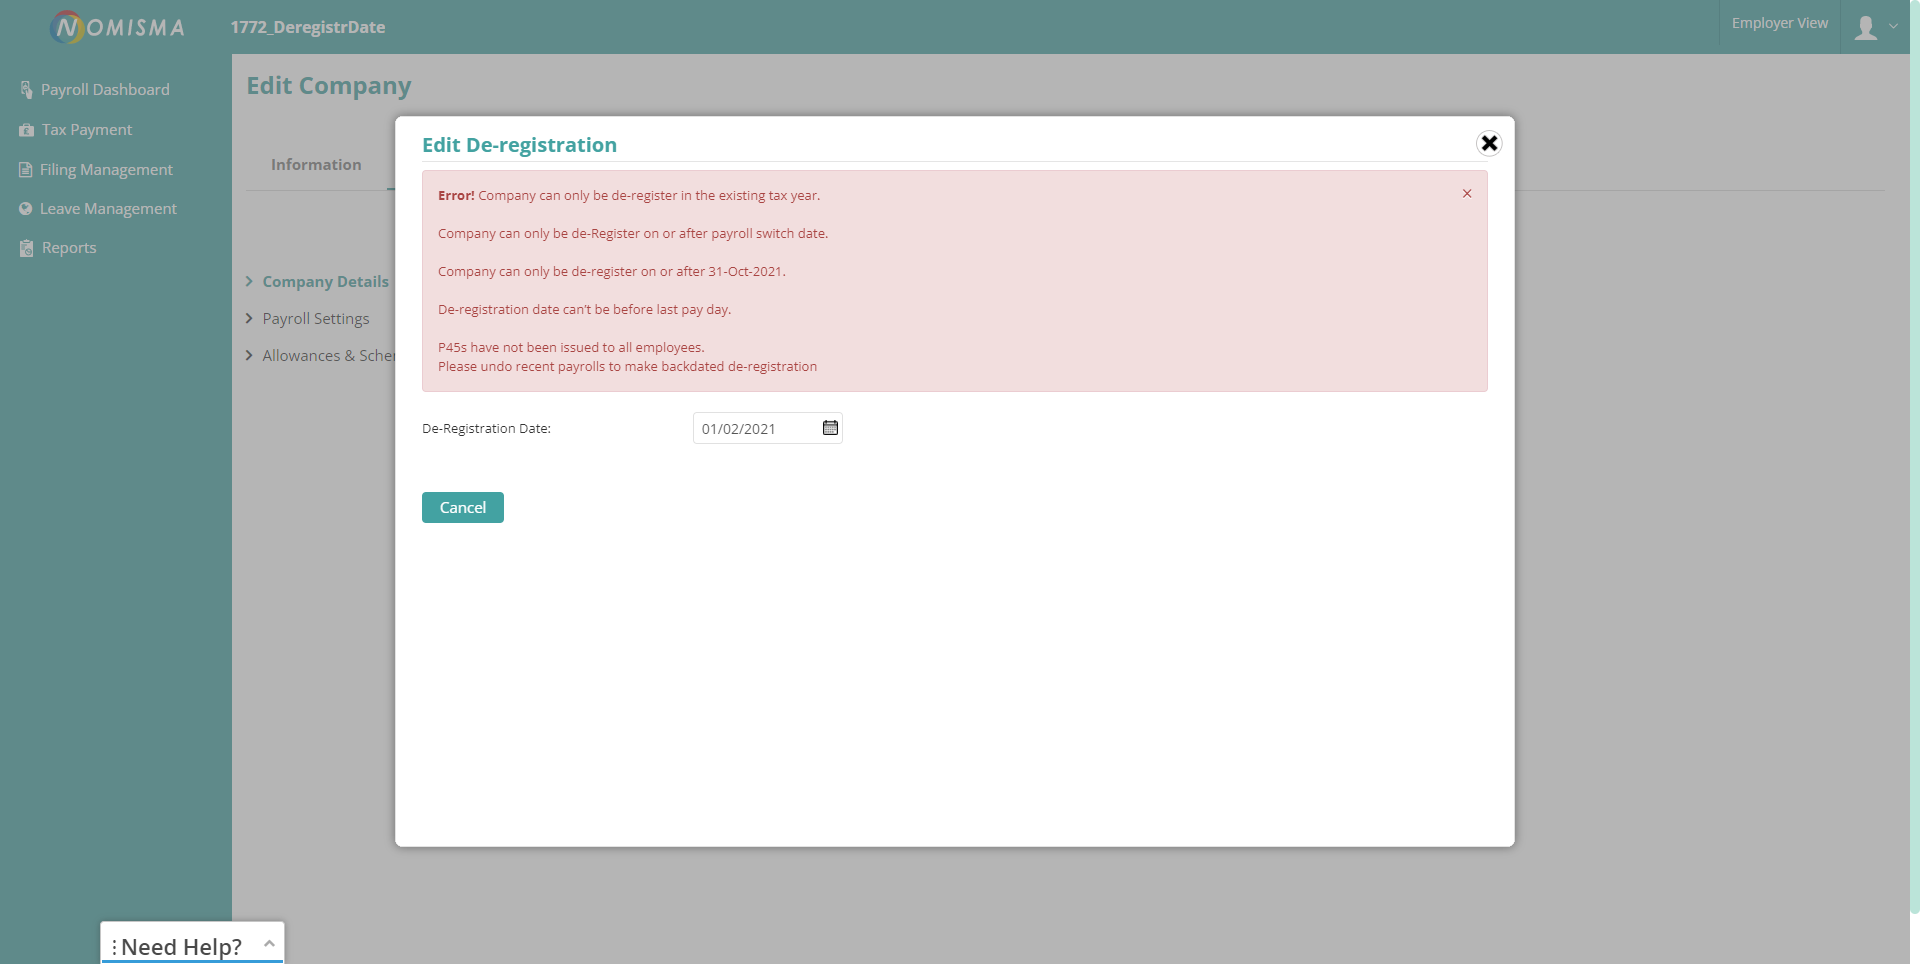 NOMISMA
1772_DeregistrDate
Employer View
Payroll Dashboard
Tax Payment
Filing Management
Leave Management
Reports
Edit Company
Information
Company Details
Payroll Settings
Allowances & Scher
Edit De-registration
Error! Company can only be de-register in the existing tax year.
Company can only be de-Register on or after payroll switch date.
Company can only be de-register on or after 31-Oct-2021.
De-registration date can't be before last pay day.
P45s have not been issued to all employees.
Please undo recent payrolls to make backdated de-registration
De-Registration Date:
01/02/2021
Cancel
Need Help?